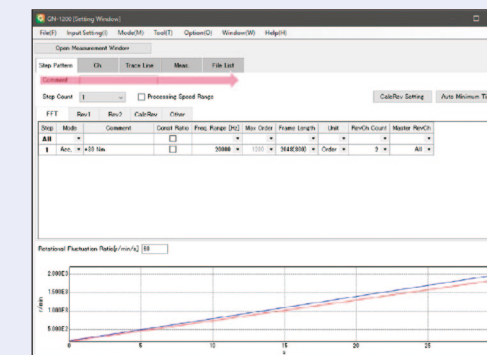 GN-1200 [Setting Window]
File(F) Input Setting(I) Mode(M) Tool(T) Option(O) Window(W) Help(H)
Open Measurement Window
Step Pattern Ch Trace Line Meas. File List
Comment
Step Count 1 Processing Speed Range CalcRev Setting Auto Minimum Ti
FFT Rev1 Rev2 CalcRev Other
Step Mode Comment Const Ratio Freq. Range [Hz] Max Order Frame Length Unit RevCh Count Master RevCh
All
1 Acc. +30 Nm 20000 1200 2048[800] Order 2 All
Rotational Fluctuation Ratio[r/min/s] 60
2.000E3
1.500E3
1.000E3
5.000E2
r/min
0 5 10 15 20 25
s